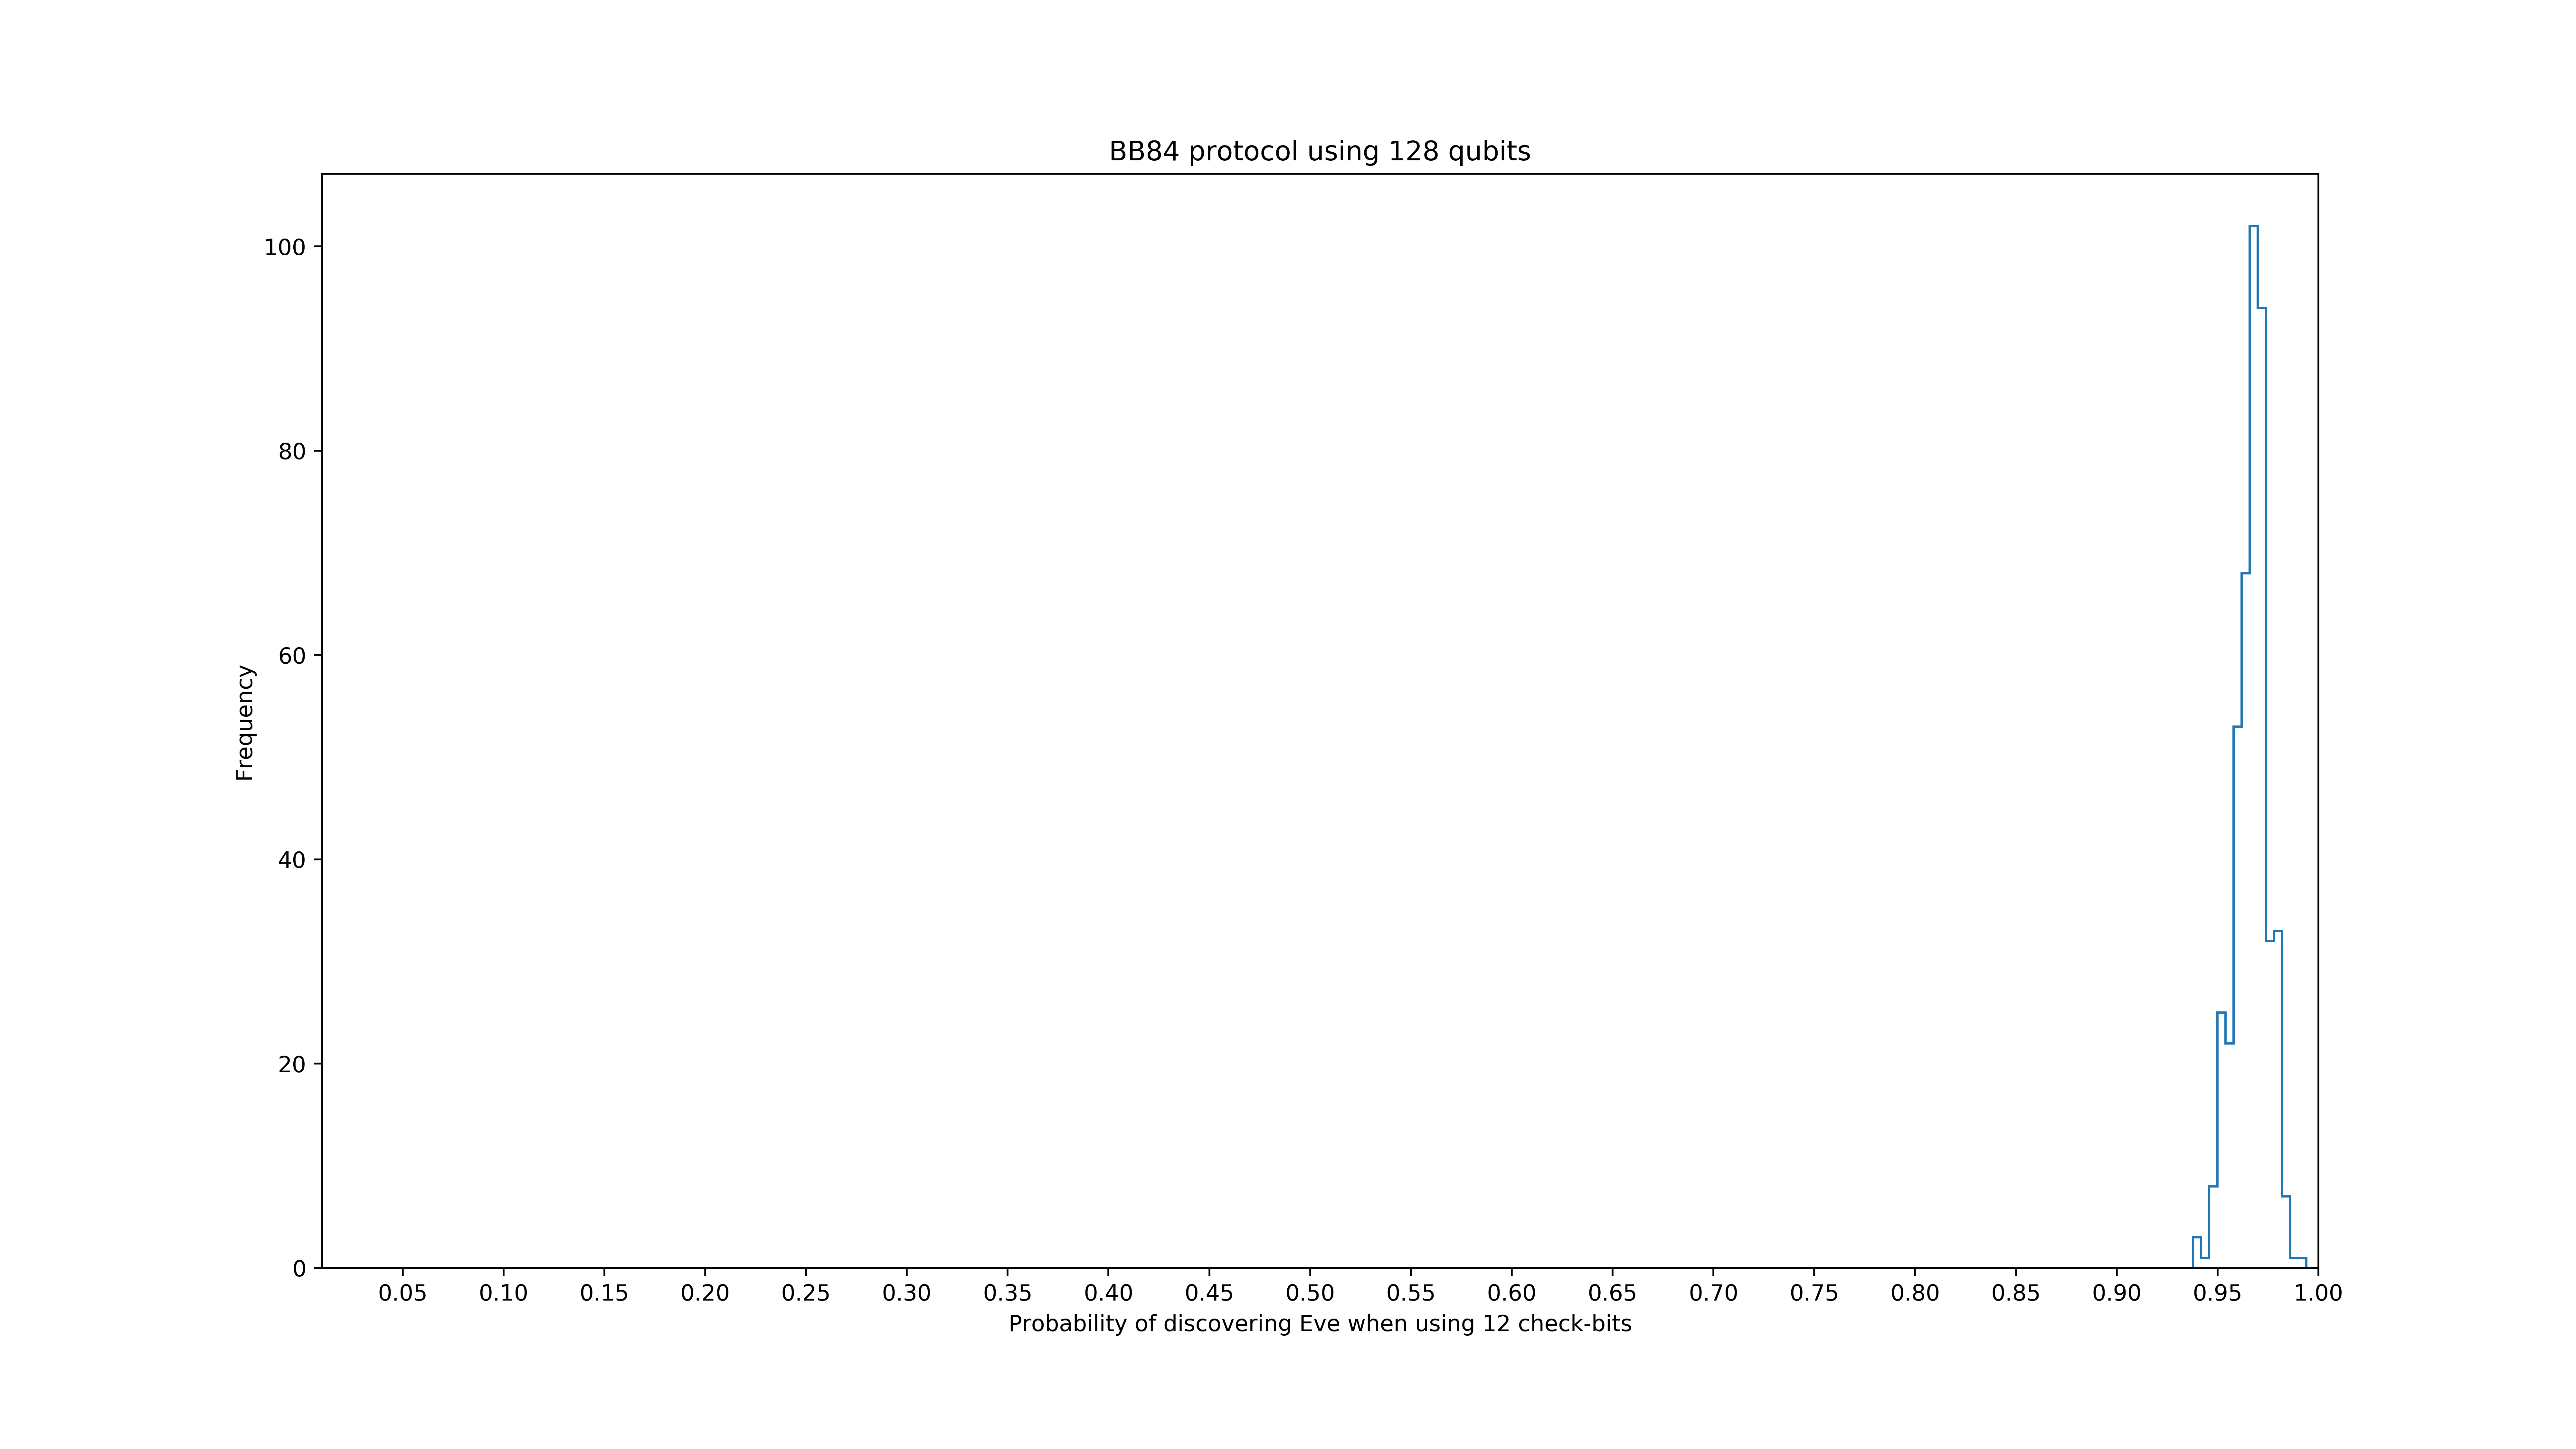 BB84 protocol using 128 qubits
100
80
60
40
20
0
Frequency
0.05 0.10 0.15 0.20 0.25 0.30 0.35 0.40 0.45 0.50 0.55 0.60 0.65 0.70 0.75 0.80 0.85 0.90 0.95 1.00
Probability of discovering Eve when using 12 check-bits